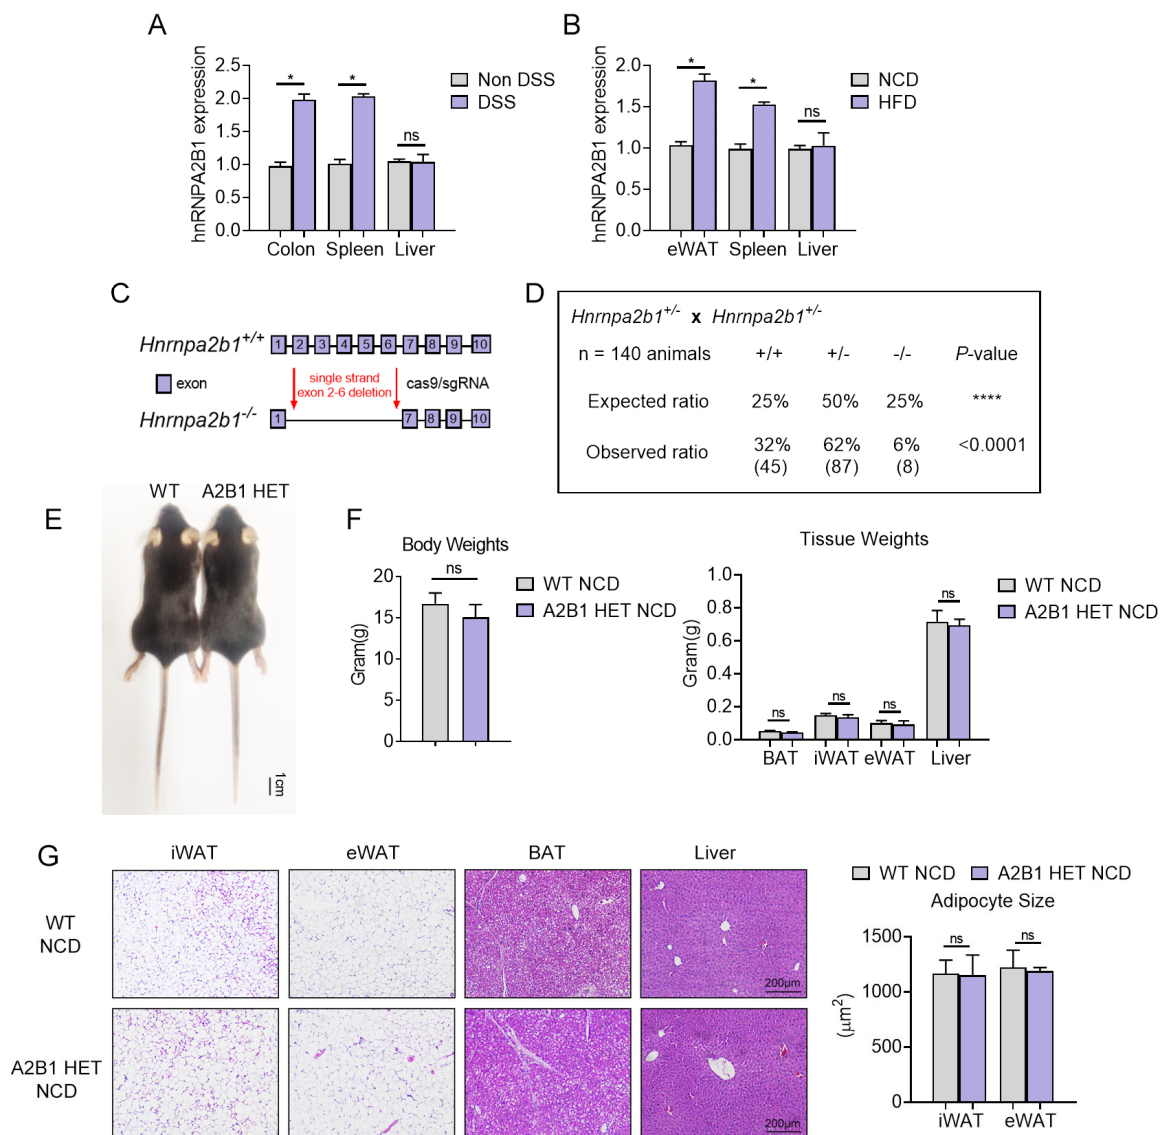 A
hnRNPA2B1 expression
2.5
2.0
1.5
1.0
0.5
0.0
* * ns
Non DSS
DSS
Colon Spleen Liver
B
hnRNPA2B1 expression
2.0
1.5
1.0
0.5
0.0
* * ns
NCD
HFD
eWAT Spleen Liver
C
Hnrnpa2b1+/+ 1 2 3 4 5 6 7 8 9 10
exon
single strand
exon 2-6 deletion
cas9/sgRNA
Hnrnpa2b1-/- 1 7 8 9 10
D
Hnrnpa2b1+/- x Hnrnpa2b1+/-
n = 140 animals +/+ +/- -/- P-value
Expected ratio 25% 50% 25% ****
Observed ratio 32% 62% 6% <0.0001
(45) (87) (8)
E
WT A2B1 HET
1cm
F
Body Weights
Gram(g)
20
15
10
5
0
ns
WT NCD
A2B1 HET NCD
Tissue Weights
Gram(g)
1.0
0.8
0.6
0.4
0.2
0.0
ns ns ns ns
WT NCD
A2B1 HET NCD
BAT iWAT eWAT Liver
G
iWAT eWAT BAT Liver
WT
NCD
200μm
A2B1 HET
NCD
200μm
WT NCD A2B1 HET NCD
Adipocyte Size
(μm²)
1500
1000
500
0
ns ns
iWAT eWAT